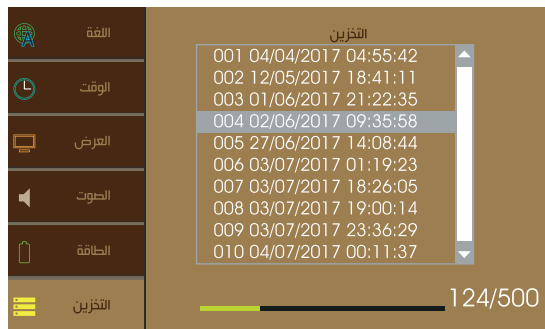 اللغة
الوقت
العرض
الصوت
الطاقة
التخزين
التخزين
001 04/04/2017 04:55:42
002 12/05/2017 18:41:11
003 01/06/2017 21:22:35
004 02/06/2017 09:35:58
005 27/06/2017 14:08:44
006 03/07/2017 01:19:23
007 03/07/2017 18:26:05
008 03/07/2017 19:00:14
009 03/07/2017 23:36:29
010 04/07/2017 00:11:37
124/500